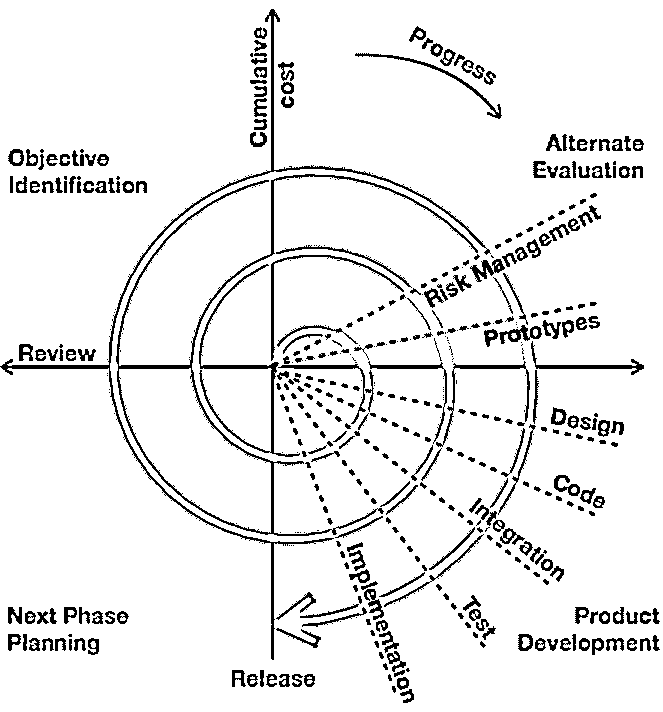 Cumulative
cost
Progress
Objective
Identification
Alternate
Evaluation
Risk Management
Prototypes
Review
Design
Code
Integration
Test
Implementation
Next Phase
Planning
Product
Development
Release